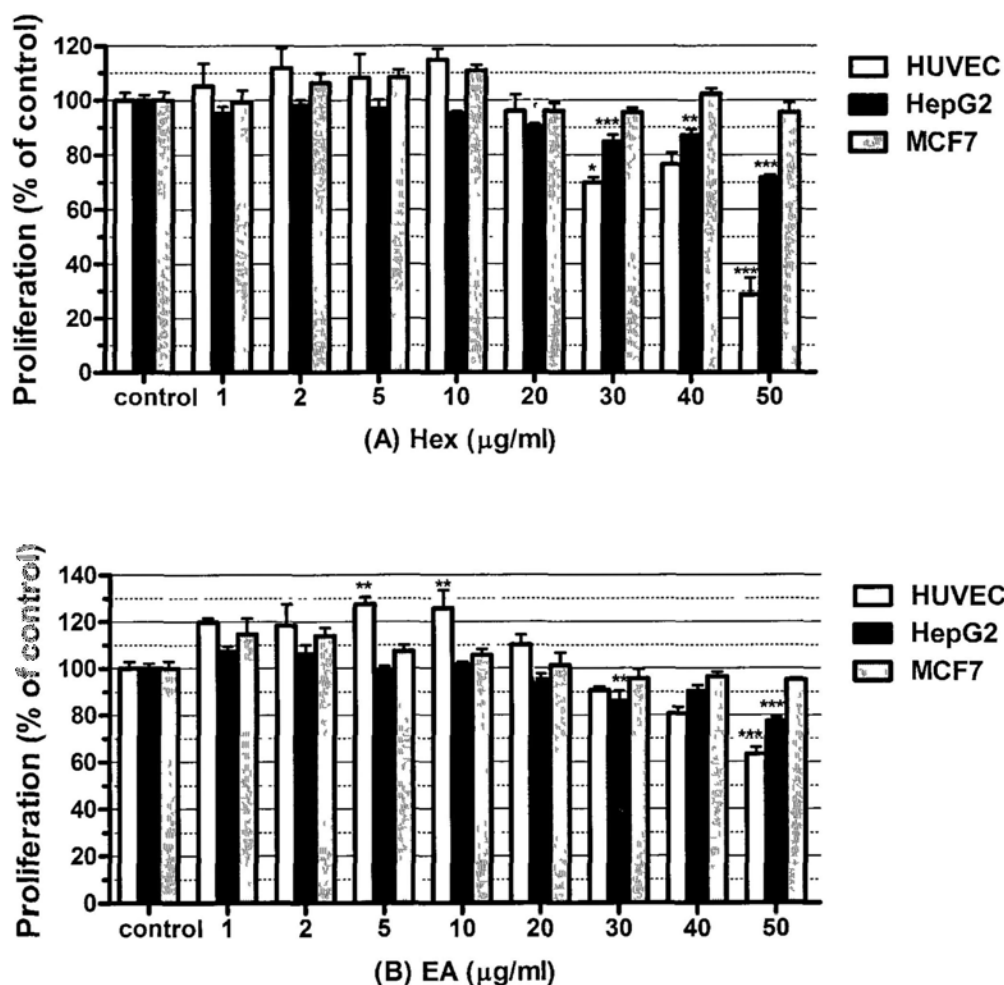 Proliferation (% of control)
120
100
80
60
40
20
0
***
**
*
***
***
control 1 2 5 10 20 30 40 50
(A) Hex (µg/ml)
HUVEC
HepG2
MCF7
Proliferation (% of control)
140
120
100
80
60
40
20
0
** **
**
***
***
control 1 2 5 10 20 30 40 50
(B) EA (µg/ml)
HUVEC
HepG2
MCF7